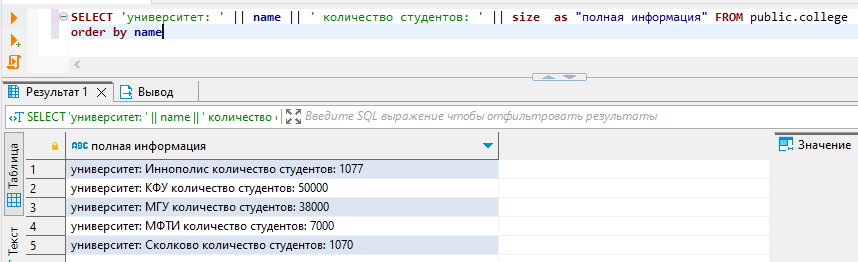 SELECT 'университет: ' || name || ' количество студентов: ' || size  as "полная информация" FROM public.college
order by name
Результат 1
Вывод
SELECT 'университет: ' || name || ' количество
Введите SQL выражение чтобы отфильтровать результаты
Таблица
Текст
ABC полная информация
Значение
1 университет: Иннополис количество студентов: 1077
2 университет: КФУ количество студентов: 50000
3 университет: МГУ количество студентов: 38000
4 университет: МФТИ количество студентов: 7000
5 университет: Сколково количество студентов: 1070